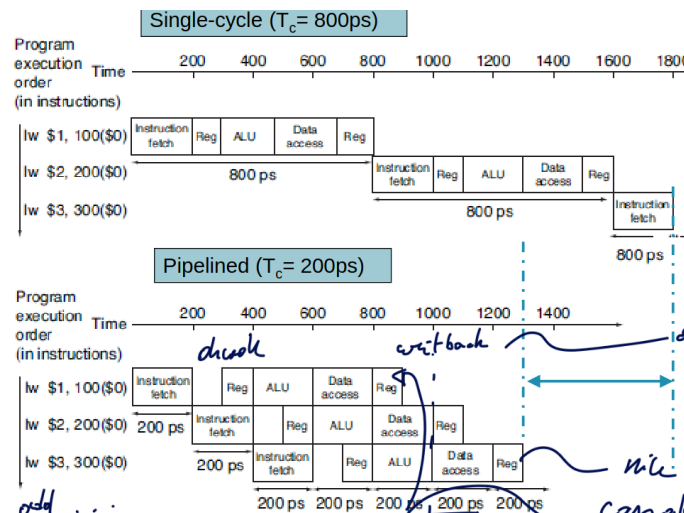 Single-cycle (Tc= 800ps)
Program
execution
order
(in instructions)
Time
200 400 600 800 1000 1200 1400 1600 1800
lw $1, 100($0) Instruction fetch Reg ALU Data access Reg
800 ps
lw $2, 200($0) Instruction fetch Reg ALU Data access Reg
800 ps
lw $3, 300($0) Instruction fetch
800 ps
Pipelined (Tc= 200ps)
Program
execution
order
(in instructions)
Time
200 400 600 800 1000 1200 1400
writback
lw $1, 100($0) Instruction fetch Reg ALU Data access Reg
200 ps
lw $2, 200($0) Instruction fetch Reg ALU Data access Reg
200 ps
lw $3, 300($0) Instruction fetch Reg ALU Data access Reg
nice
200 ps 200 ps 200 ps 200 ps 200 ps
add